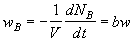 w_B = -\frac{1}{V} \frac{dN_B}{dt} = bw